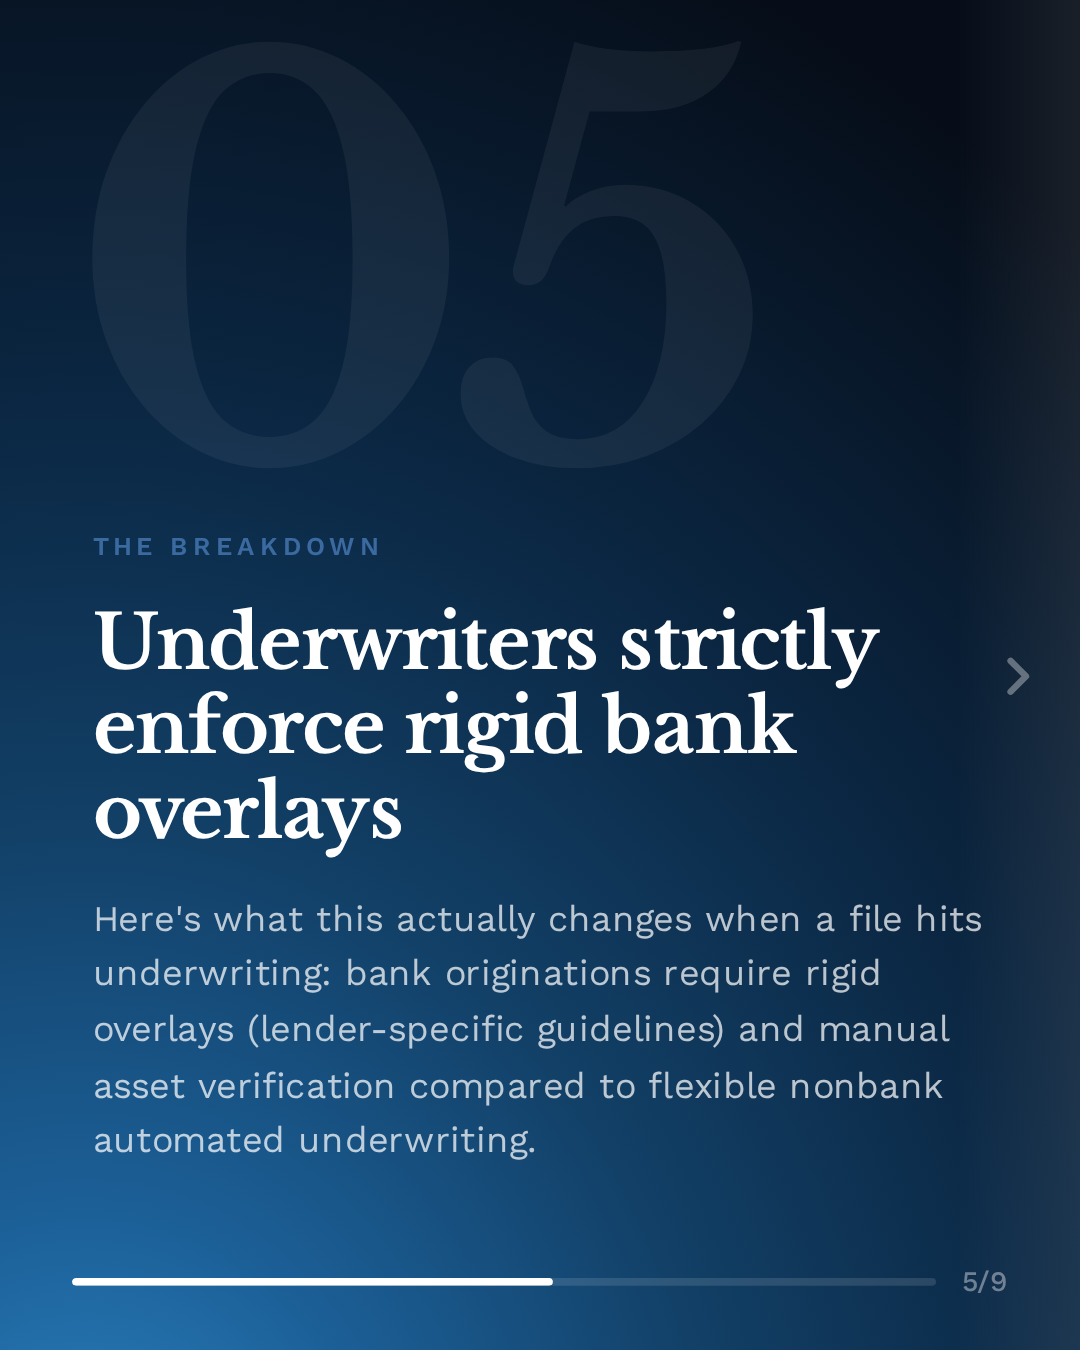 05
THE BREAKDOWN
Underwriters strictly
enforce rigid bank
overlays
Here's what this actually changes when a file hits
underwriting: bank originations require rigid
overlays (lender-specific guidelines) and manual
asset verification compared to flexible nonbank
automated underwriting.
5/9